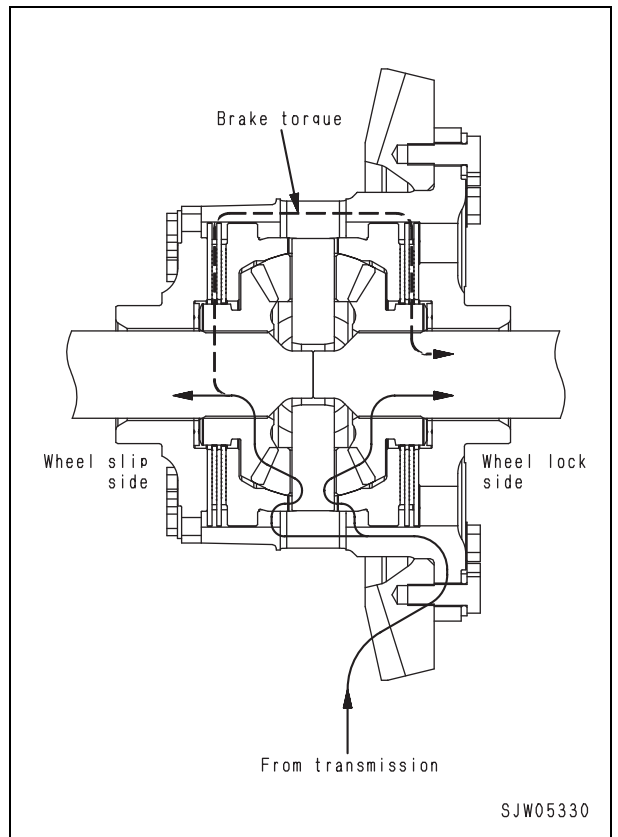 Brake torque
Wheel slip
side
Wheel lock
side
From transmission
SJW05330